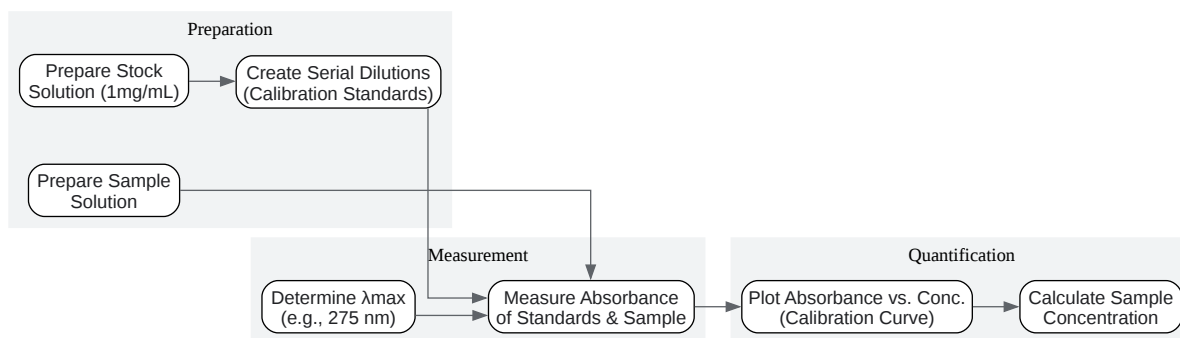 Preparation
Prepare Stock
Solution (1mg/mL)
Create Serial Dilutions
(Calibration Standards)
Prepare Sample
Solution
Measurement
Determine λmax
(e.g., 275 nm)
Measure Absorbance
of Standards & Sample
Quantification
Plot Absorbance vs. Conc.
(Calibration Curve)
Calculate Sample
Concentration